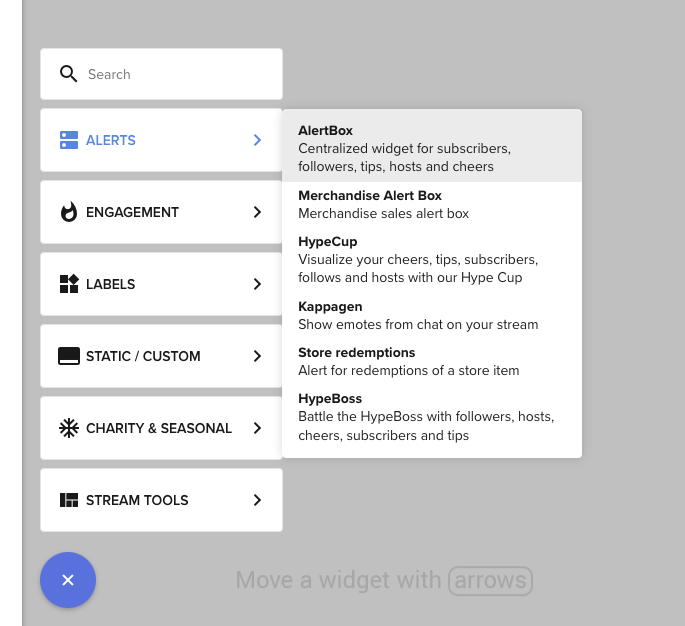 Search
ALERTS
AlertBox
Centralized widget for subscribers,
followers, tips, hosts and cheers
Merchandise Alert Box
Merchandise sales alert box
HypeCup
Visualize your cheers, tips, subscribers,
follows and hosts with our Hype Cup
Kappagen
Show emotes from chat on your stream
Store redemptions
Alert for redemptions of a store item
HypeBoss
Battle the HypeBoss with followers, hosts,
cheers, subscribers and tips
ENGAGEMENT
LABELS
STATIC / CUSTOM
CHARITY & SEASONAL
STREAM TOOLS
Move a widget with arrows